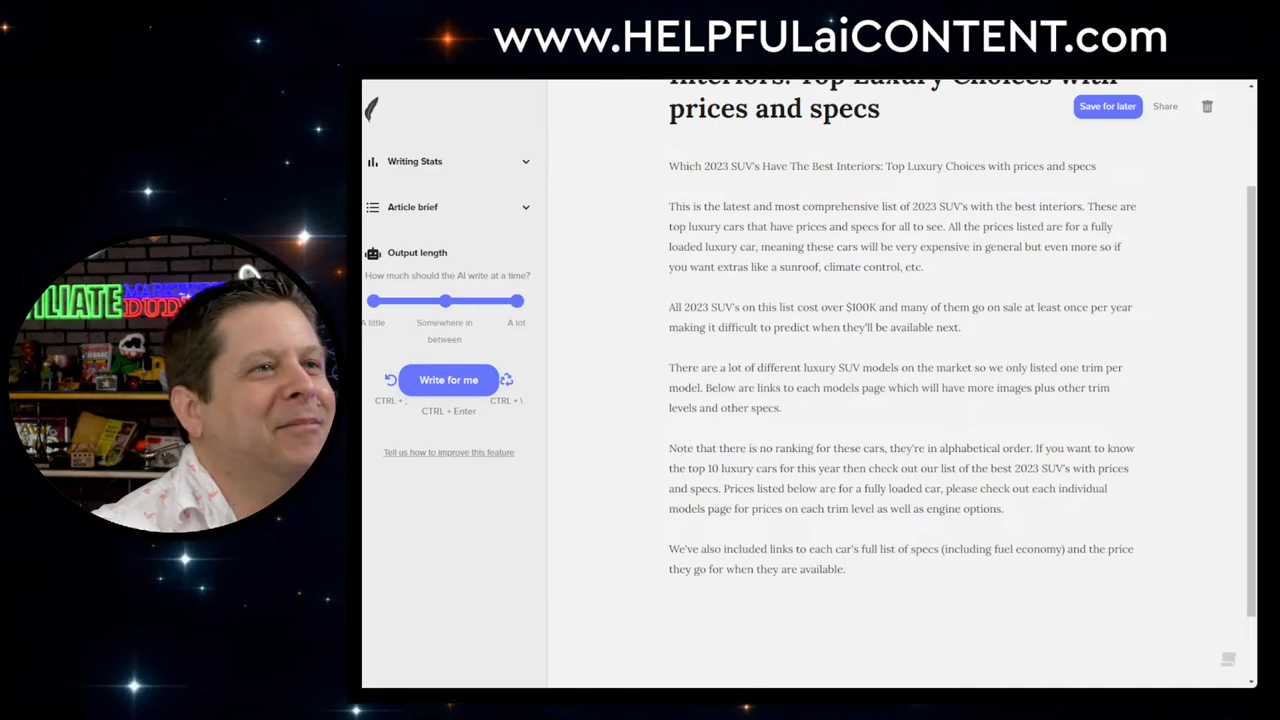 www.HELPFULaiCONTENT.com
Interiors: Top Luxury Choices with
prices and specs
Save for later
Share
Writing Stats
Article brief
Output length
How much should the AI write at a time?
A little
Somewhere in
between
A lot
Write for me
CTRL + ;
CTRL + Enter
CTRL + \
Tell us how to improve this feature
Which 2023 SUV's Have The Best Interiors: Top Luxury Choices with prices and specs
This is the latest and most comprehensive list of 2023 SUV's with the best interiors. These are
top luxury cars that have prices and specs for all to see. All the prices listed are for a fully
loaded luxury car, meaning these cars will be very expensive in general but even more so if
you want extras like a sunroof, climate control, etc.
All 2023 SUV's on this list cost over $100K and many of them go on sale at least once per year
making it difficult to predict when they'll be available next.
There are a lot of different luxury SUV models on the market so we only listed one trim per
model. Below are links to each models page which will have more images plus other trim
levels and other specs.
Note that there is no ranking for these cars, they're in alphabetical order. If you want to know
the top 10 luxury cars for this year then check out our list of the best 2023 SUV's with prices
and specs. Prices listed below are for a fully loaded car, please check out each individual
models page for prices on each trim level as well as engine options.
We've also included links to each car's full list of specs (including fuel economy) and the price
they go for when they are available.